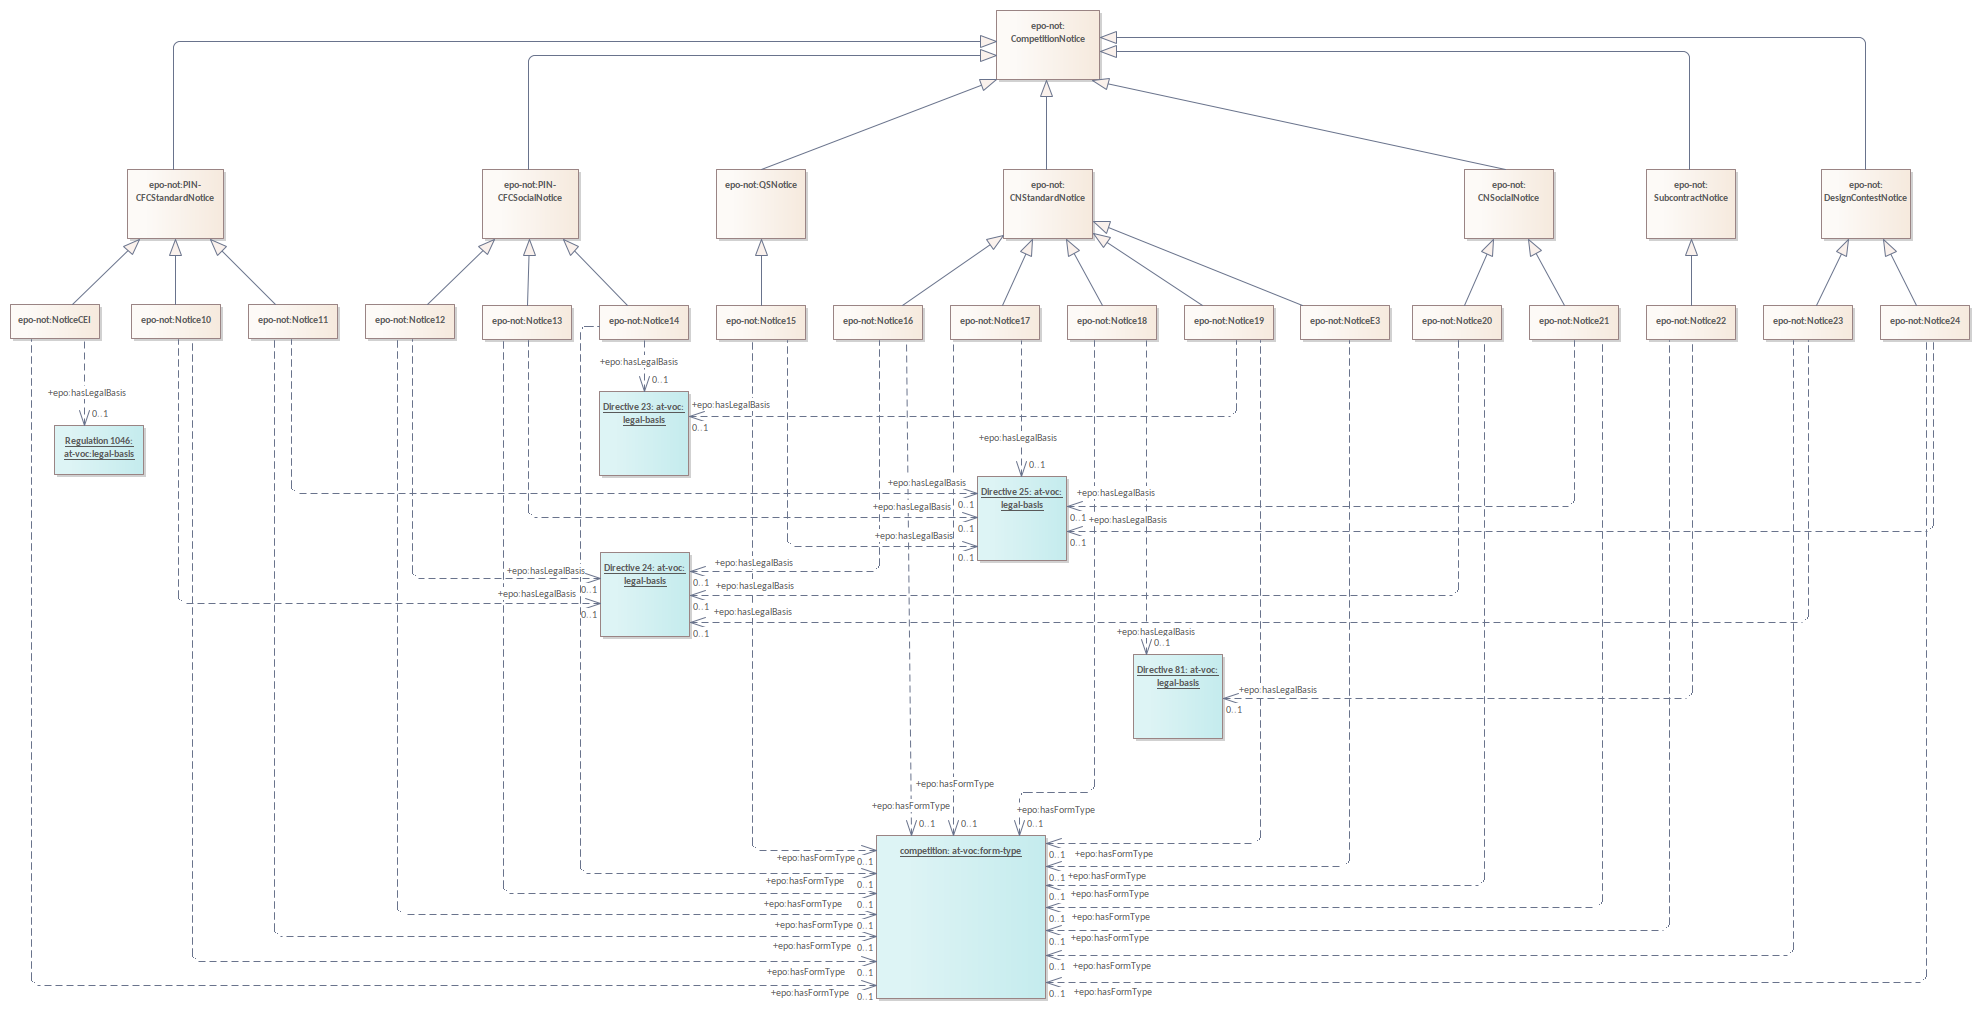 epo-not:
CompetitionNotice
epo-not:PIN-
CFCStandardNotice
epo-not:PIN-
CFCSocialNotice
epo-not:QSNotice
epo-not:
CNStandardNotice
epo-not:
CNSocialNotice
epo-not:
SubcontractNotice
epo-not:
DesignContestNotice
epo-not:NoticeCEI
epo-not:Notice10
epo-not:Notice11
epo-not:Notice12
epo-not:Notice13
epo-not:Notice14
epo-not:Notice15
epo-not:Notice16
epo-not:Notice17
epo-not:Notice18
epo-not:Notice19
epo-not:NoticeE3
epo-not:Notice20
epo-not:Notice21
epo-not:Notice22
epo-not:Notice23
epo-not:Notice24
+epo:hasLegalBasis
0..1
+epo:hasLegalBasis
0..1
Regulation 1046:
at-voc:legal-basis
Directive 23: at-voc:
legal-basis
+epo:hasLegalBasis
0..1
+epo:hasLegalBasis
0..1
+epo:hasLegalBasis
0..1
+epo:hasLegalBasis
0..1
+epo:hasLegalBasis
0..1
Directive 25: at-voc:
legal-basis
+epo:hasLegalBasis
0..1
+epo:hasLegalBasis
0..1
+epo:hasLegalBasis
0..1
+epo:hasLegalBasis
0..1
Directive 24: at-voc:
legal-basis
+epo:hasLegalBasis
0..1
+epo:hasLegalBasis
0..1
+epo:hasLegalBasis
0..1
+epo:hasLegalBasis
0..1
Directive 81: at-voc:
legal-basis
+epo:hasLegalBasis
0..1
+epo:hasFormType
0..1
+epo:hasFormType
0..1
+epo:hasFormType
0..1
competition: at-voc:form-type
+epo:hasFormType
0..1
+epo:hasFormType
0..1
+epo:hasFormType
0..1
+epo:hasFormType
0..1
+epo:hasFormType
0..1
+epo:hasFormType
0..1
+epo:hasFormType
0..1
0..1
+epo:hasFormType
0..1
+epo:hasFormType
0..1
+epo:hasFormType
0..1
+epo:hasFormType
0..1
+epo:hasFormType
0..1
+epo:hasFormType
0..1
+epo:hasFormType